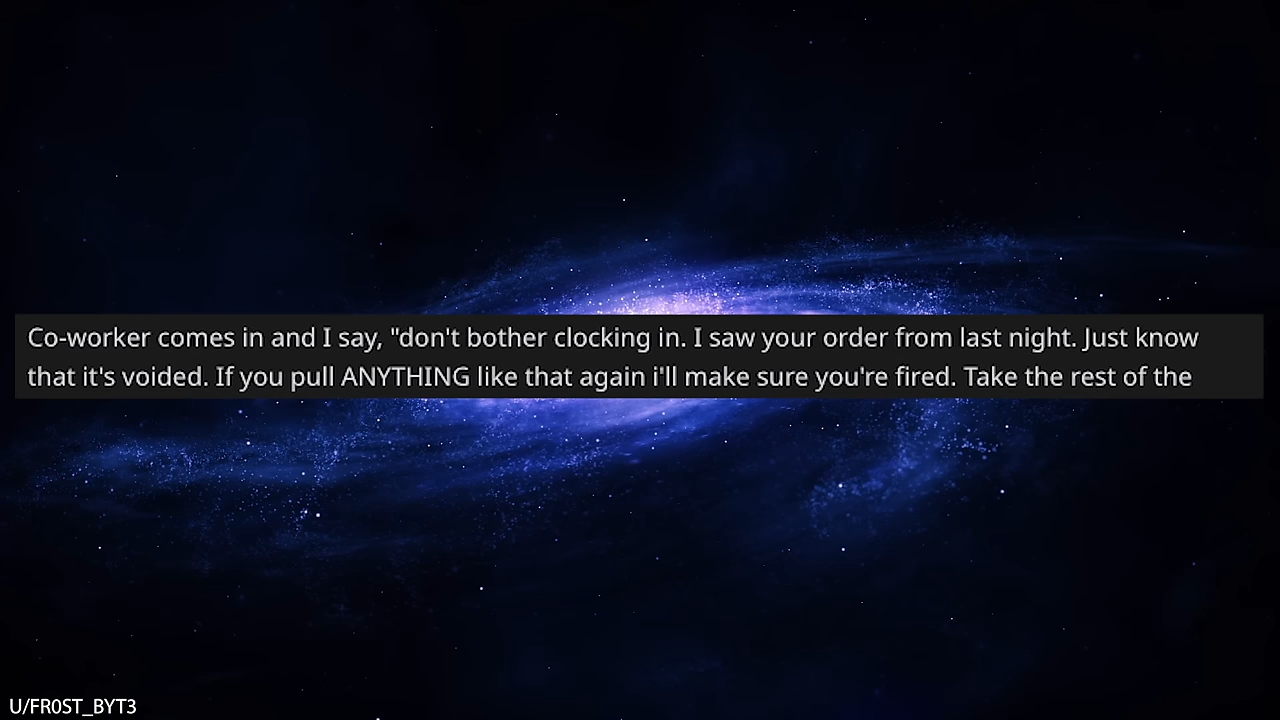 Co-worker comes in and I say, "don't bother clocking in. I saw your order from last night. Just know
that it's voided. If you pull ANYTHING like that again i'll make sure you're fired. Take the rest of the
U/FR0ST_BYT3